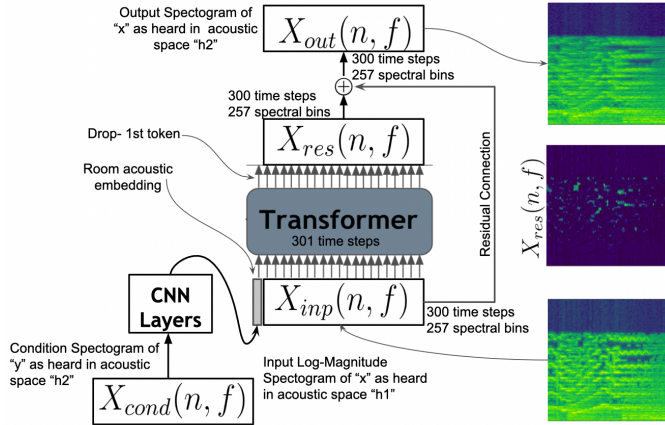 Output Spectrogram of
“x” as heard in acoustic
space “h2”
X_out(n, f)
300 time steps
257 spectral bins
+
300 time steps
257 spectral bins
X_res(n, f)
Drop- 1st token
Room acoustic
embedding
Transformer
301 time steps
Residual Connection
X_res(n, f)
CNN
Layers
X_inp(n, f)
300 time steps
257 spectral bins
Condition Spectrogram of
“y” as heard in acoustic
space “h2”
Input Log-Magnitude
Spectrogram of “x” as heard
in acoustic space “h1”
X_cond(n, f)